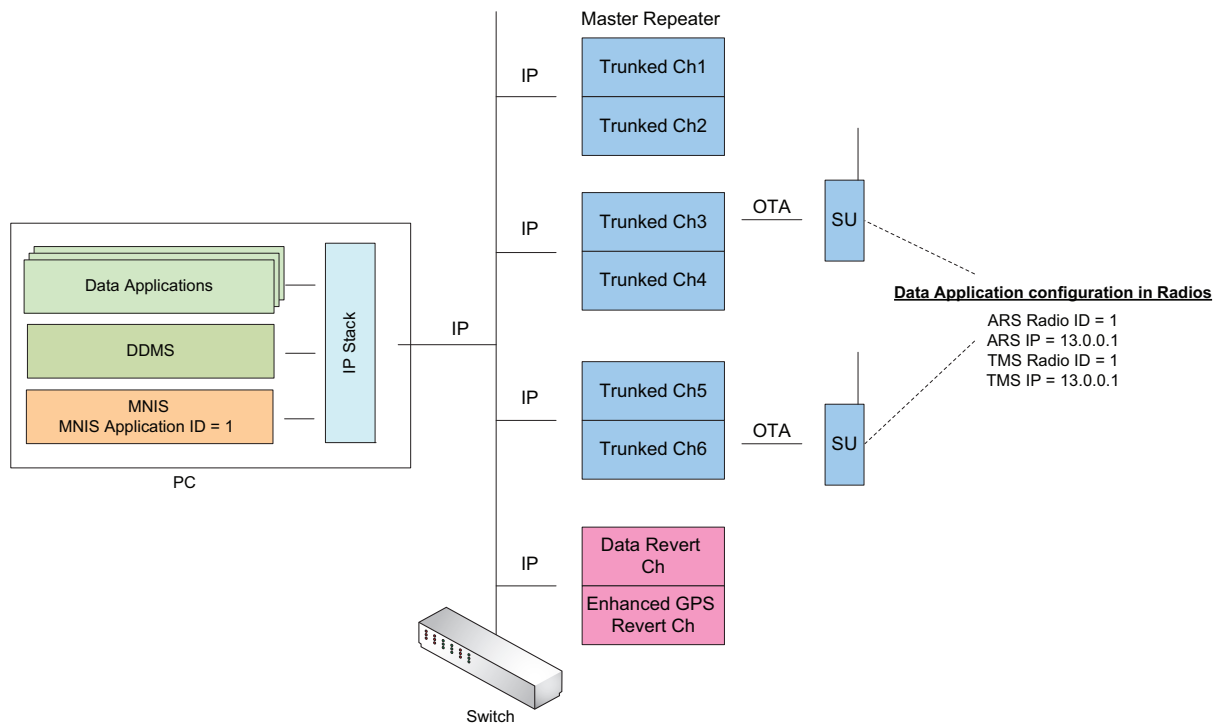 Master Repeater
IP
Trunked Ch1
Trunked Ch2
IP
Trunked Ch3
Trunked Ch4
OTA
SU
Data Applications
DDMS
MNIS
MNIS Application ID = 1
IP Stack
PC
IP
Data Application configuration in Radios
ARS Radio ID = 1
ARS IP = 13.0.0.1
TMS Radio ID = 1
TMS IP = 13.0.0.1
IP
Trunked Ch5
Trunked Ch6
OTA
SU
IP
Data Revert
Ch
Enhanced GPS
Revert Ch
Switch